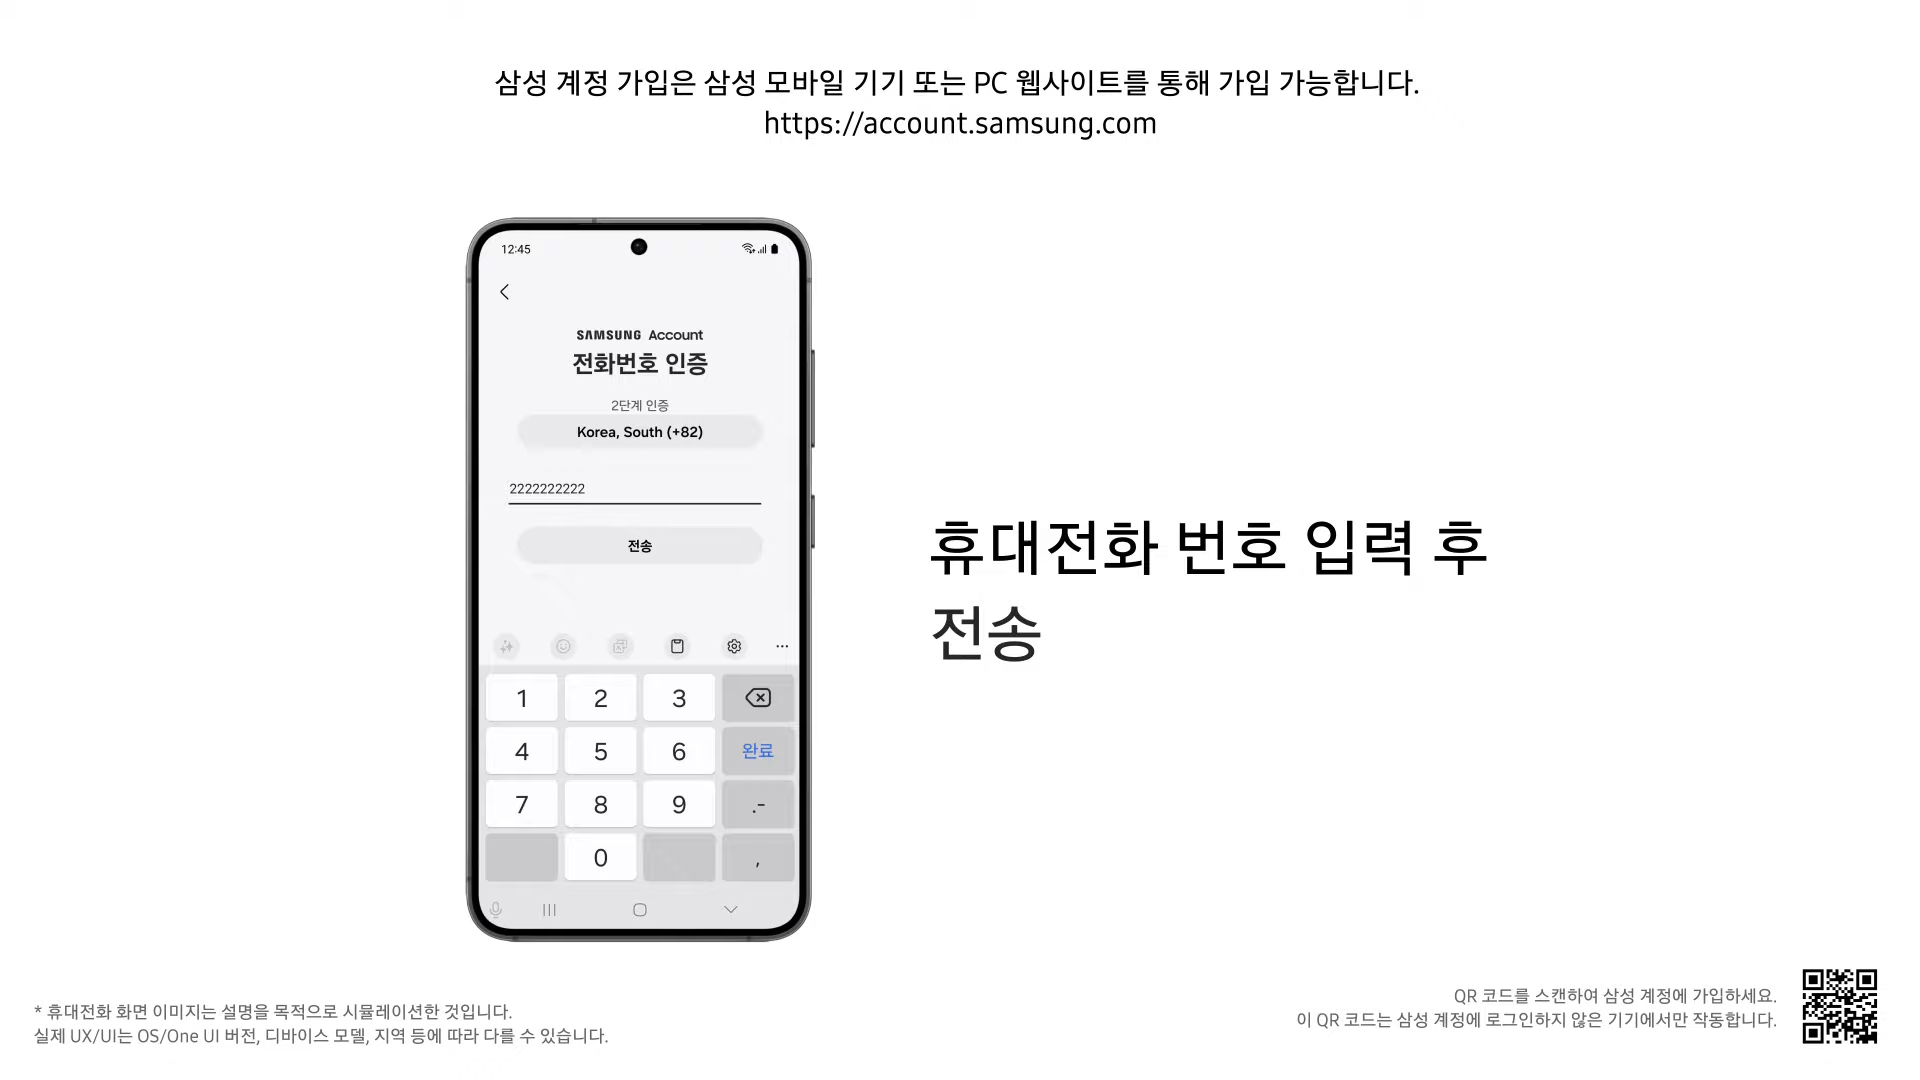 삼성 계정 가입은 삼성 모바일 기기 또는 PC 웹사이트를 통해 가입 가능합니다.
https://account.samsung.com
12:45
SAMSUNG Account
전화번호 인증
2단계 인증
Korea, South (+82)
2222222222
전송
휴대전화 번호 입력 후
전송
1 2 3
4 5 6 완료
7 8 9 .-
0 ,
* 휴대전화 화면 이미지는 설명을 목적으로 시뮬레이션한 것입니다.
실제 UX/UI는 OS/One UI 버전, 디바이스 모델, 지역 등에 따라 다를 수 있습니다.
QR 코드를 스캔하여 삼성 계정에 가입하세요.
이 QR 코드는 삼성 계정에 로그인하지 않은 기기에서만 작동합니다.